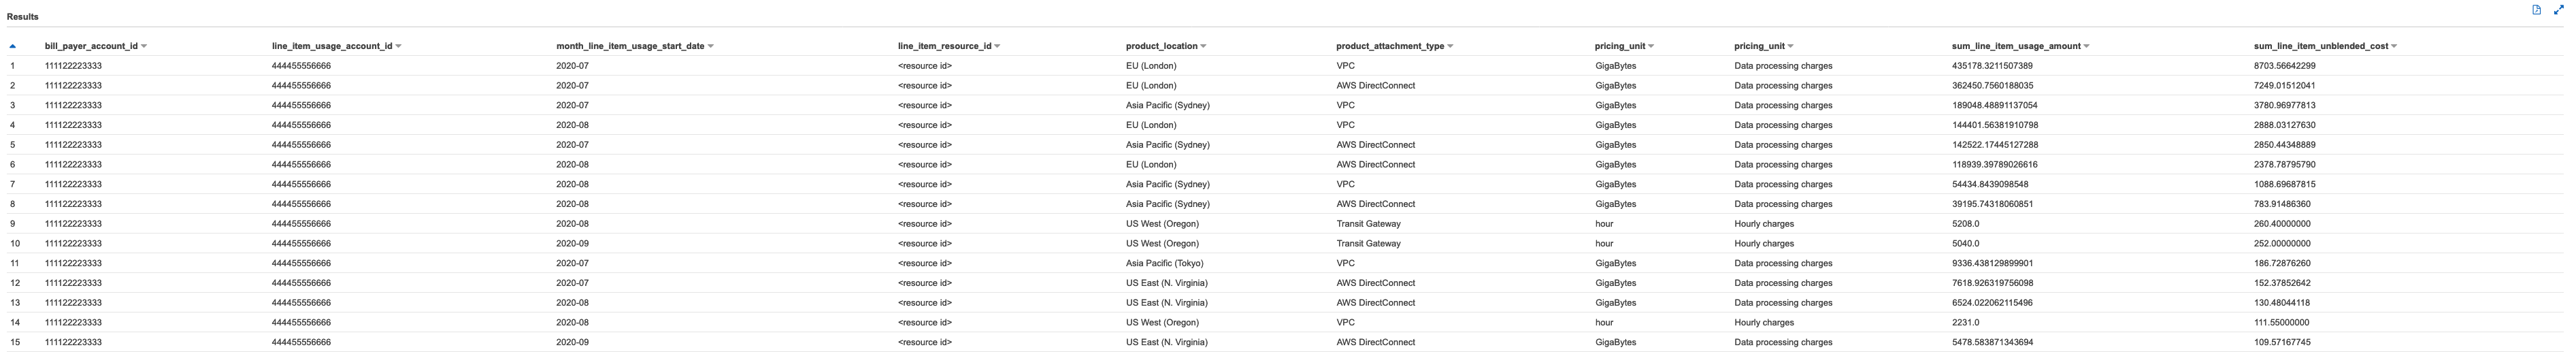 Results
bill_payer_account_id line_item_usage_account_id month_line_item_usage_start_date line_item_resource_id product_location product_attachment_type pricing_unit pricing_unit sum_line_item_usage_amount sum_line_item_unblended_cost
1 111122223333 444455556666 2020-07 <resource id> EU (London) VPC GigaBytes Data processing charges 435178.3211507389 8703.56642299
2 111122223333 444455556666 2020-07 <resource id> EU (London) AWS DirectConnect GigaBytes Data processing charges 362450.7560188035 7249.01512041
3 111122223333 444455556666 2020-07 <resource id> Asia Pacific (Sydney) VPC GigaBytes Data processing charges 189048.48891137054 3780.96977813
4 111122223333 444455556666 2020-08 <resource id> EU (London) VPC GigaBytes Data processing charges 144401.56381910798 2888.03127630
5 111122223333 444455556666 2020-07 <resource id> Asia Pacific (Sydney) AWS DirectConnect GigaBytes Data processing charges 142522.17445127288 2850.44348889
6 111122223333 444455556666 2020-08 <resource id> EU (London) AWS DirectConnect GigaBytes Data processing charges 118939.39789026616 2378.78795790
7 111122223333 444455556666 2020-08 <resource id> Asia Pacific (Sydney) VPC GigaBytes Data processing charges 54434.8439098548 1088.69687815
8 111122223333 444455556666 2020-08 <resource id> Asia Pacific (Sydney) AWS DirectConnect GigaBytes Data processing charges 39195.74318060851 783.91486360
9 111122223333 444455556666 2020-08 <resource id> US West (Oregon) Transit Gateway hour Hourly charges 5208.0 260.40000000
10 111122223333 444455556666 2020-09 <resource id> US West (Oregon) Transit Gateway hour Hourly charges 5040.0 252.00000000
11 111122223333 444455556666 2020-07 <resource id> Asia Pacific (Tokyo) VPC GigaBytes Data processing charges 9336.438129899901 186.72876260
12 111122223333 444455556666 2020-07 <resource id> US East (N. Virginia) AWS DirectConnect GigaBytes Data processing charges 7618.926319756098 152.37852642
13 111122223333 444455556666 2020-08 <resource id> US East (N. Virginia) AWS DirectConnect GigaBytes Data processing charges 6524.022062115496 130.48044118
14 111122223333 444455556666 2020-08 <resource id> US West (Oregon) VPC hour Hourly charges 2231.0 111.55000000
15 111122223333 444455556666 2020-09 <resource id> US East (N. Virginia) AWS DirectConnect GigaBytes Data processing charges 5478.583871343694 109.57167745